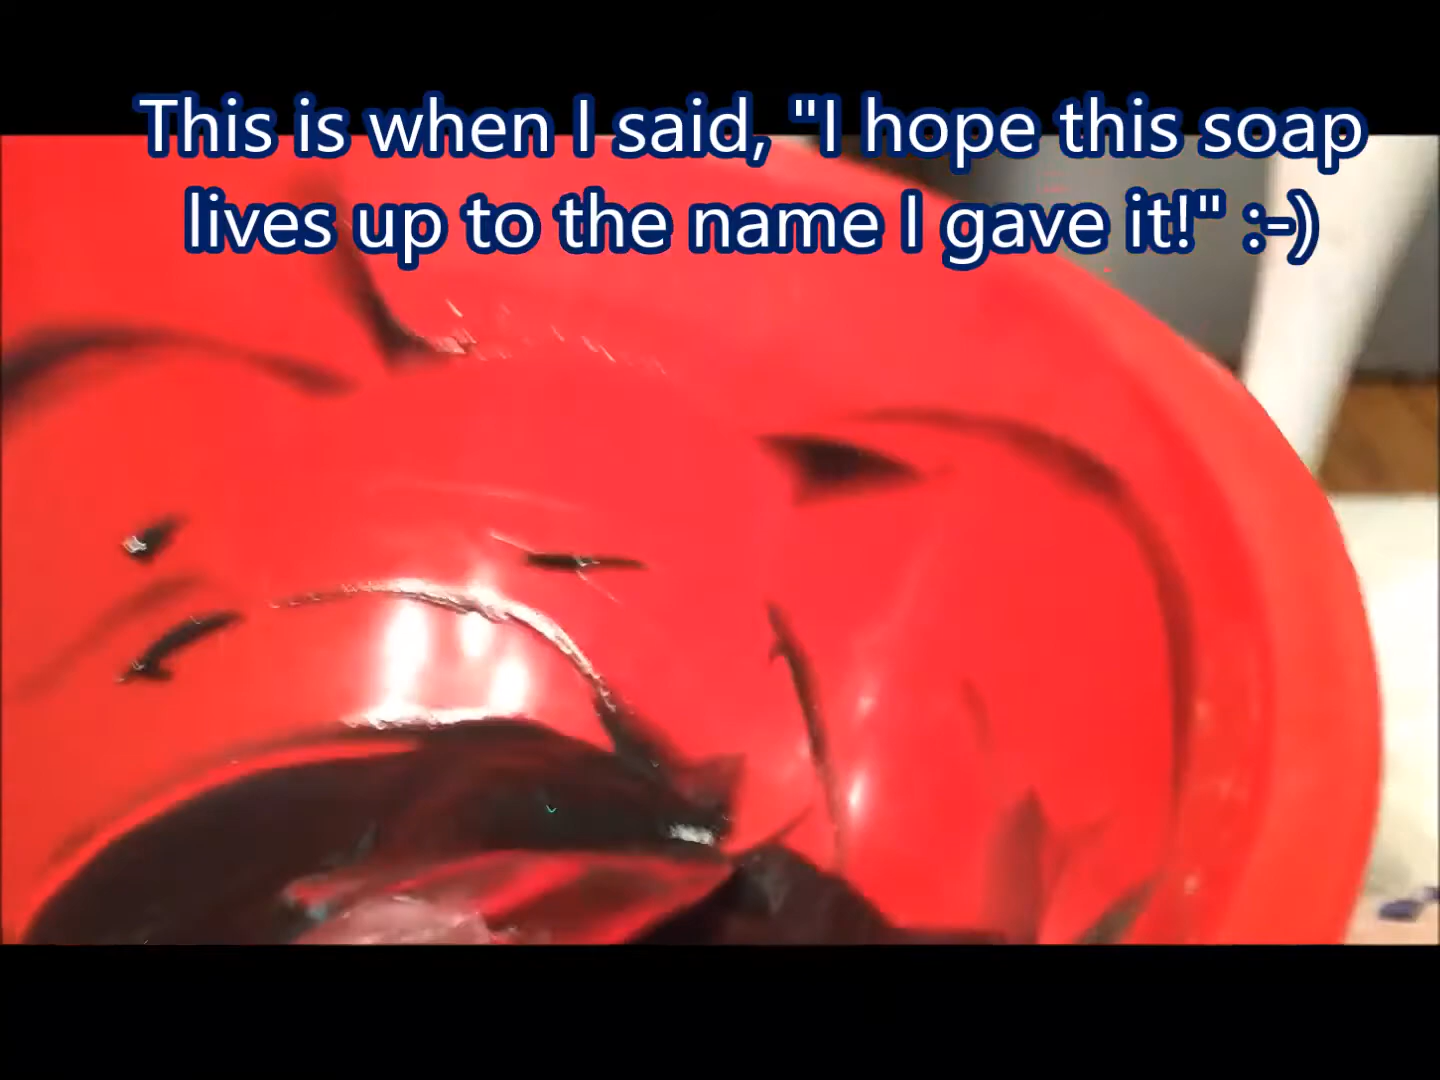 This is when I said, "I hope this soap
lives up to the name I gave it!" :-)